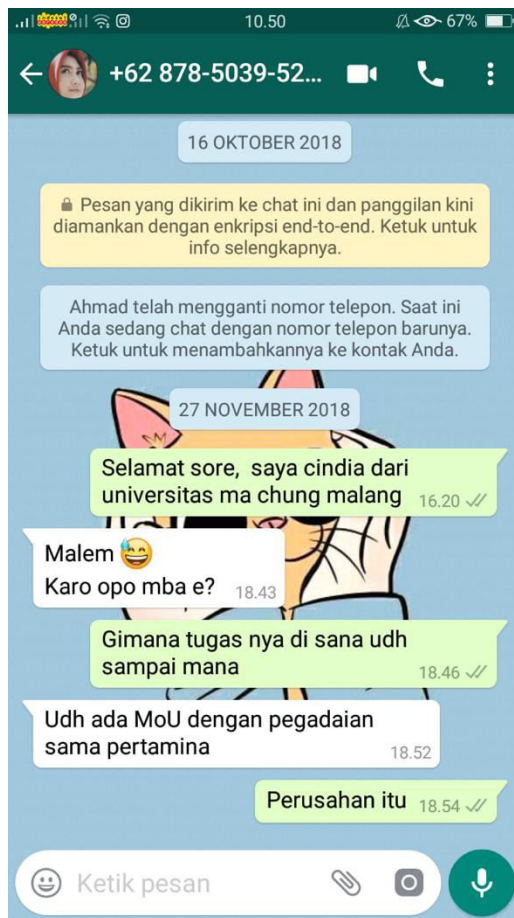 10.50
67%
+62 878-5039-52...
16 OKTOBER 2018
Pesan yang dikirim ke chat ini dan panggilan kini
diamankan dengan enkripsi end-to-end. Ketuk untuk
info selengkapnya.
Ahmad telah mengganti nomor telepon. Saat ini
Anda sedang chat dengan nomor telepon barunya.
Ketuk untuk menambahkannya ke kontak Anda.
27 NOVEMBER 2018
Selamat sore, saya cindia dari
universitas ma chung malang 16.20
Malem 😅
Karo opo mba e? 18.43
Gimana tugas nya di sana udh
sampai mana 18.46
Udh ada MoU dengan pegadaian
sama pertamina 18.52
Perusahan itu 18.54
Ketik pesan